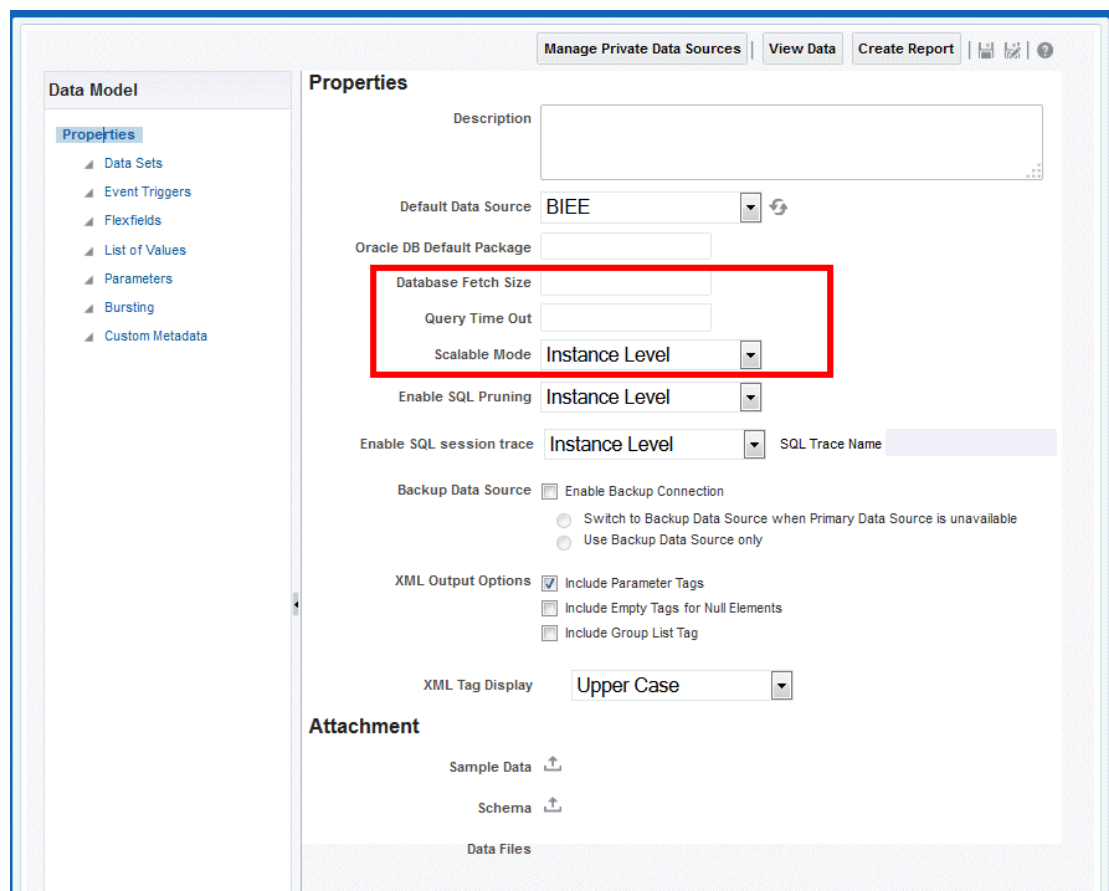 Manage Private Data Sources View Data Create Report
Data Model
Properties
Data Sets
Event Triggers
Flexfields
List of Values
Parameters
Bursting
Custom Metadata
Properties
Description
Default Data Source BIEE
Oracle DB Default Package
Database Fetch Size
Query Time Out
Scalable Mode Instance Level
Enable SQL Pruning Instance Level
Enable SQL session trace Instance Level SQL Trace Name
Backup Data Source Enable Backup Connection
Switch to Backup Data Source when Primary Data Source is unavailable
Use Backup Data Source only
XML Output Options Include Parameter Tags
Include Empty Tags for Null Elements
Include Group List Tag
XML Tag Display Upper Case
Attachment
Sample Data
Schema
Data Files